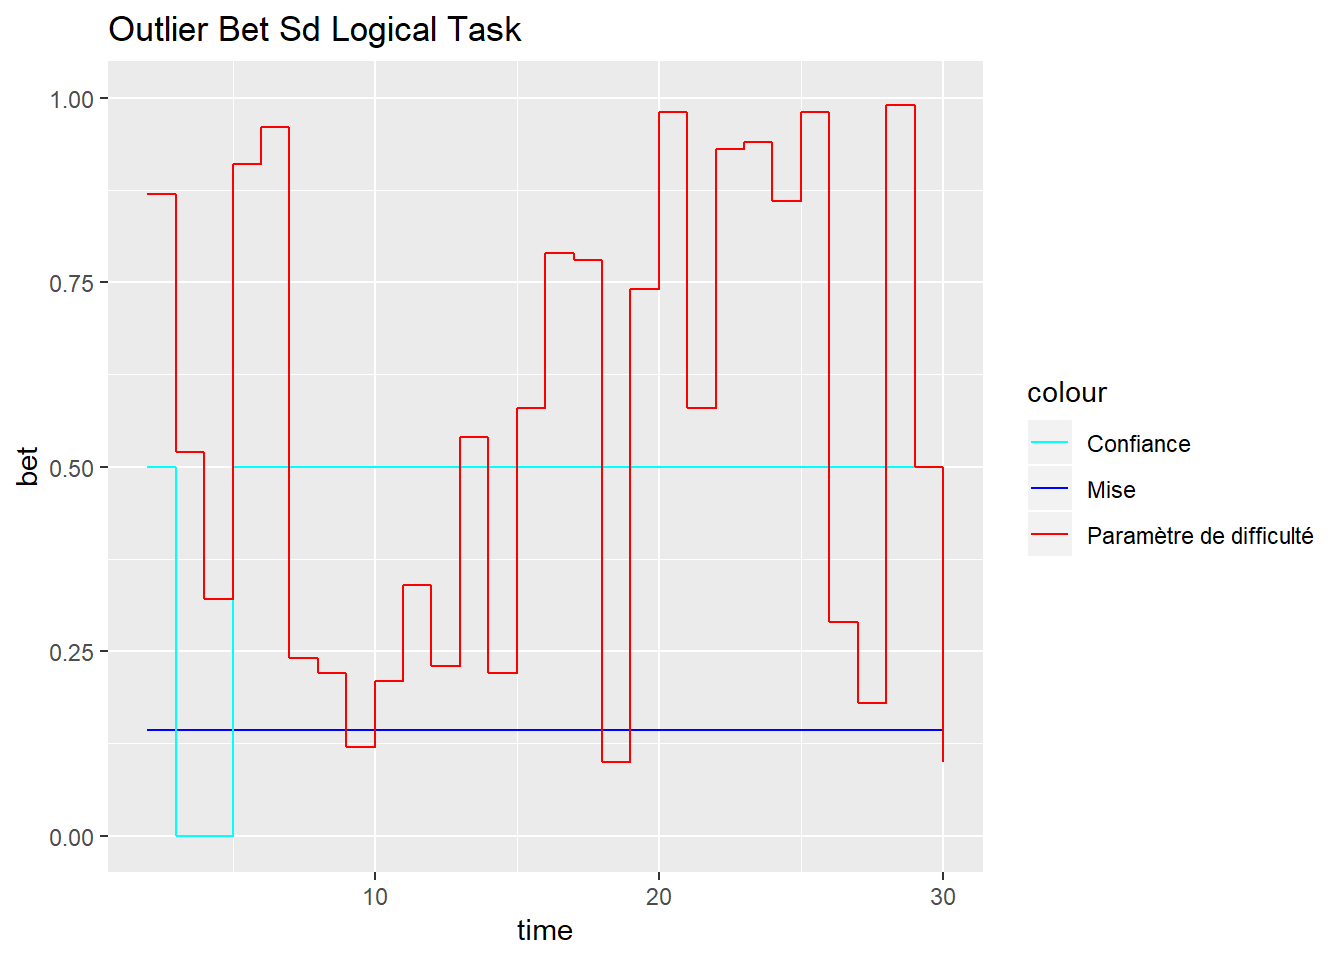 Outlier Bet Sd Logical Task
1.00
0.75
0.50
0.25
0.00
bet
10
20
30
time
colour
Confiance
Mise
Paramètre de difficulté